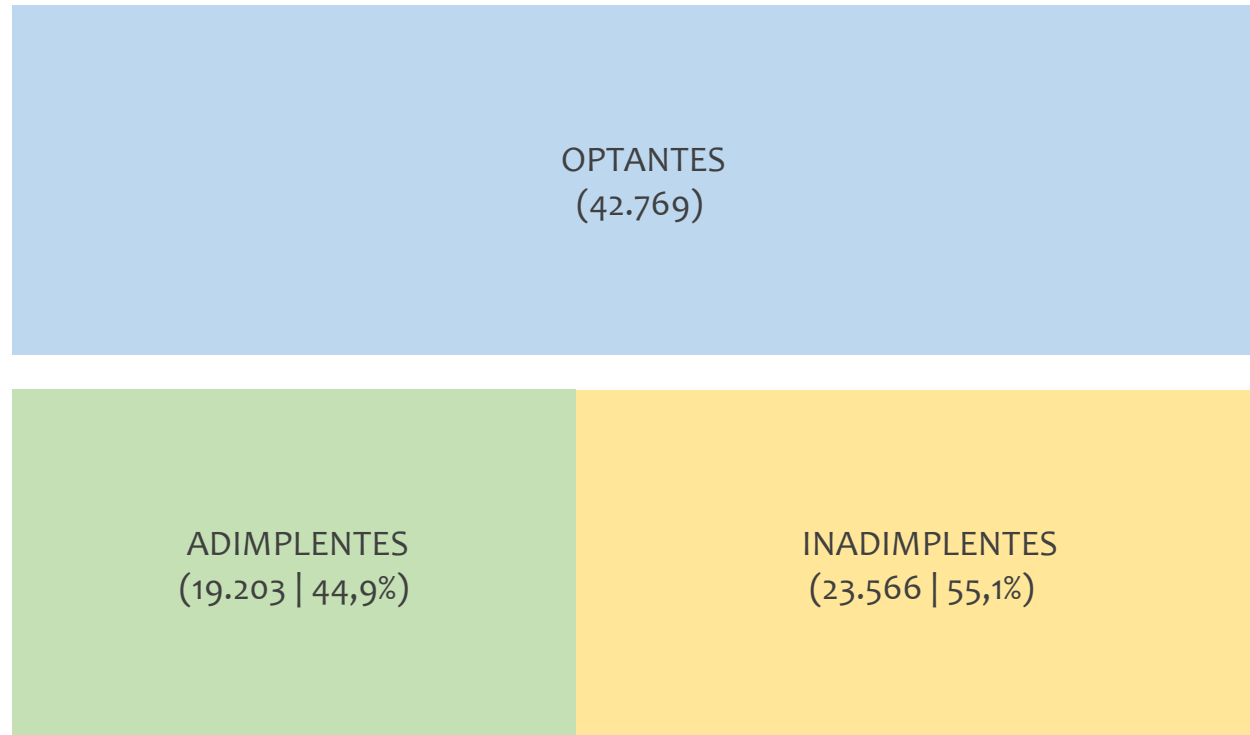 OPTANTES
(42.769)
ADIMPLENTES
(19.203 | 44,9%)
INADIMPLENTES
(23.566 | 55,1%)